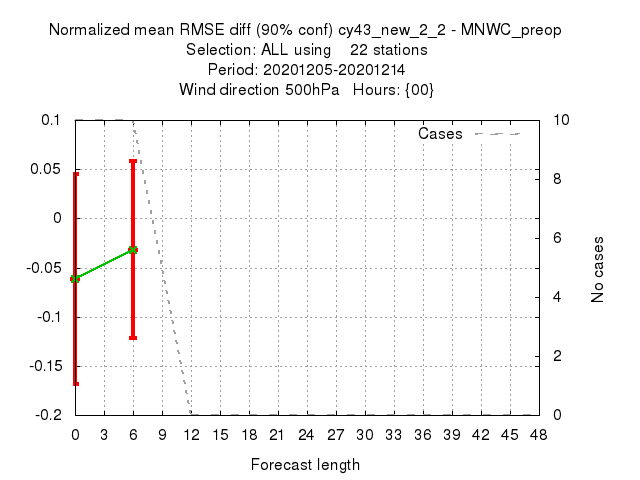 Normalized mean RMSE diff (90% conf) cy43_new_2_2 - MNWC_preop
Selection: ALL using    22 stations
Period: 20201205-20201214
Wind direction 500hPa   Hours: {00}
Cases
0.1
0.05
0
-0.05
-0.1
-0.15
-0.2
10
8
6
4
2
0
No cases
0 3 6 9 12 15 18 21 24 27 30 33 36 39 42 45 48
Forecast length